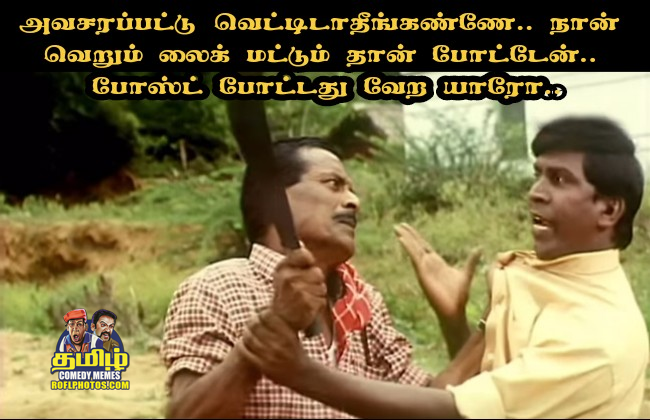 அவசரப்பட்டு வெட்டிடாதீங்கண்ணே.. நான்
வெறும் லைக் மட்டும் தான் போட்டேன்..
போஸ்ட் போட்டது வேற யாரோ..
தமிழ்
COMEDY.MEMES
ROFLPHOTOS.COM